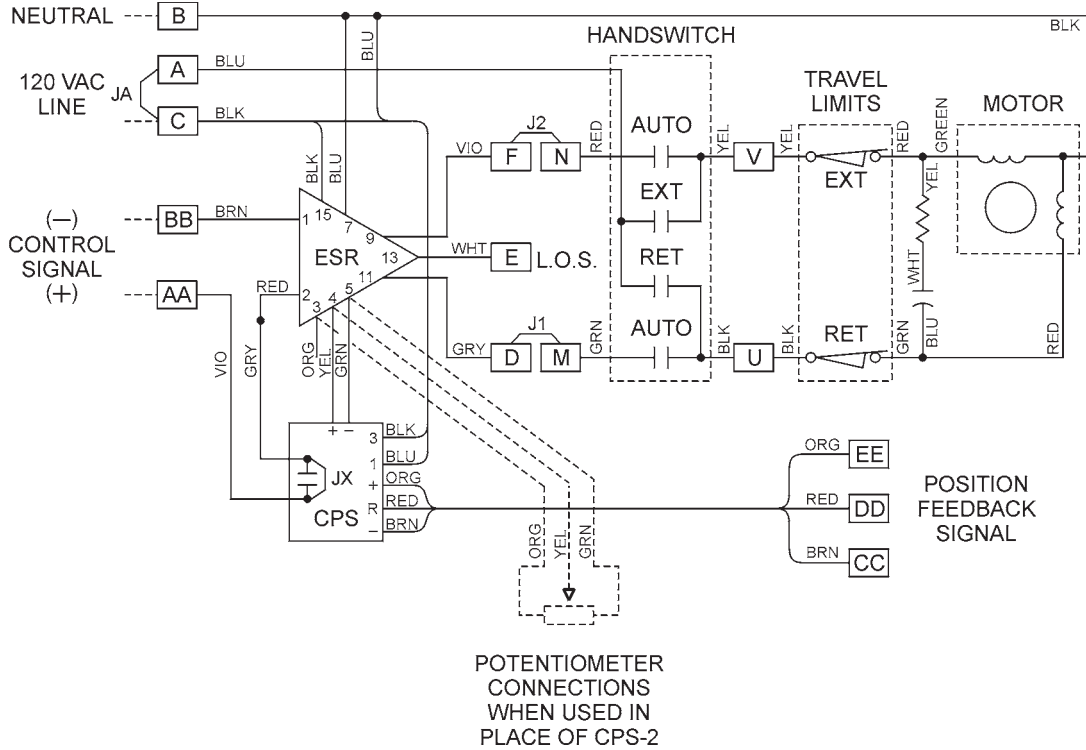 NEUTRAL
B
BLK
BLU
HANDSWITCH
A
BLU
120 VAC
LINE
JA
C
BLK
TRAVEL
LIMITS
MOTOR
J2
VIO
F
N
RED
AUTO
YEL
V
YEL
EXT
RED
GREEN
YEL
BLK
BLU
EXT
(—)
CONTROL
SIGNAL
(+)
BB
BRN
1
15
7
9
ESR
13
11
2
3
4
5
WHT
E
L.O.S.
RET
WHT
AA
RED
VIO
GRY
ORG
YEL
GRN
GRY
J1
D
M
GRN
AUTO
BLK
U
BLK
RET
GRN
BLU
RED
+
−
3
BLK
1
BLU
JX
+
ORG
CPS
R
RED
−
BRN
ORG
EE
RED
DD
BRN
CC
POSITION
FEEDBACK
SIGNAL
ORG
YEL
GRN
POTENTIOMETER
CONNECTIONS
WHEN USED IN
PLACE OF CPS-2